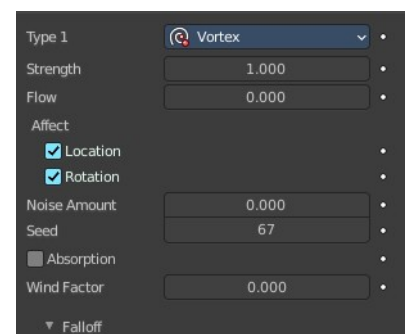 Type 1 Vortex
Strength 1.000
Flow 0.000
Affect
Location
Rotation
Noise Amount 0.000
Seed 67
Absorption
Wind Factor 0.000
Falloff